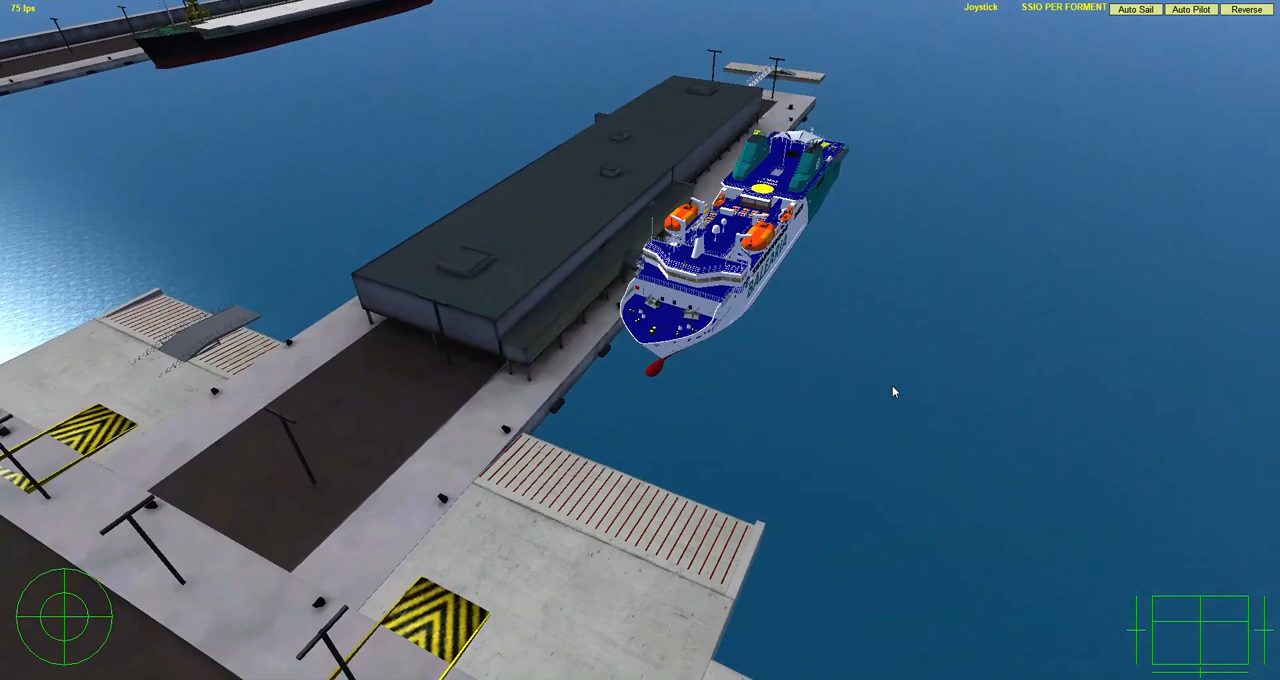 75 fps
Joystick
SSIO PER FORMENT
Auto Sail
Auto Pilot
Reverse